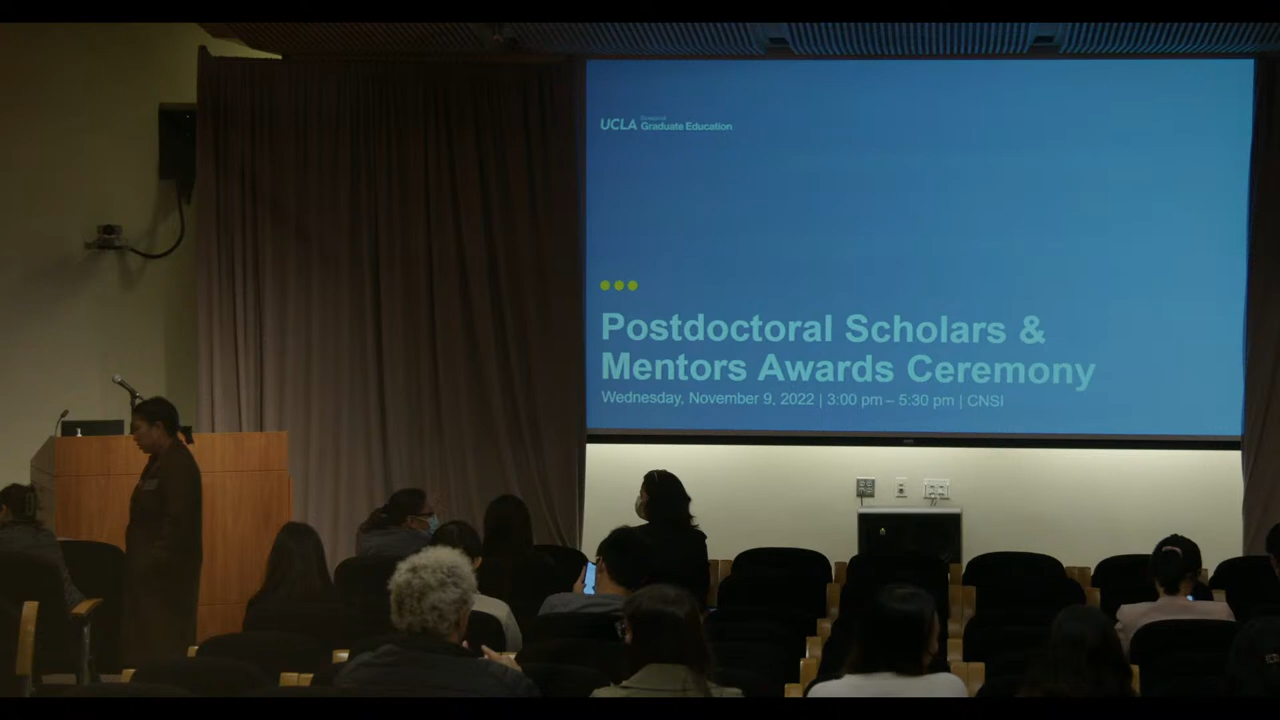 UCLA Graduate Education
Postdoctoral Scholars &
Mentors Awards Ceremony
Wednesday, November 9, 2022 | 3:00 pm – 5:30 pm | CNSI